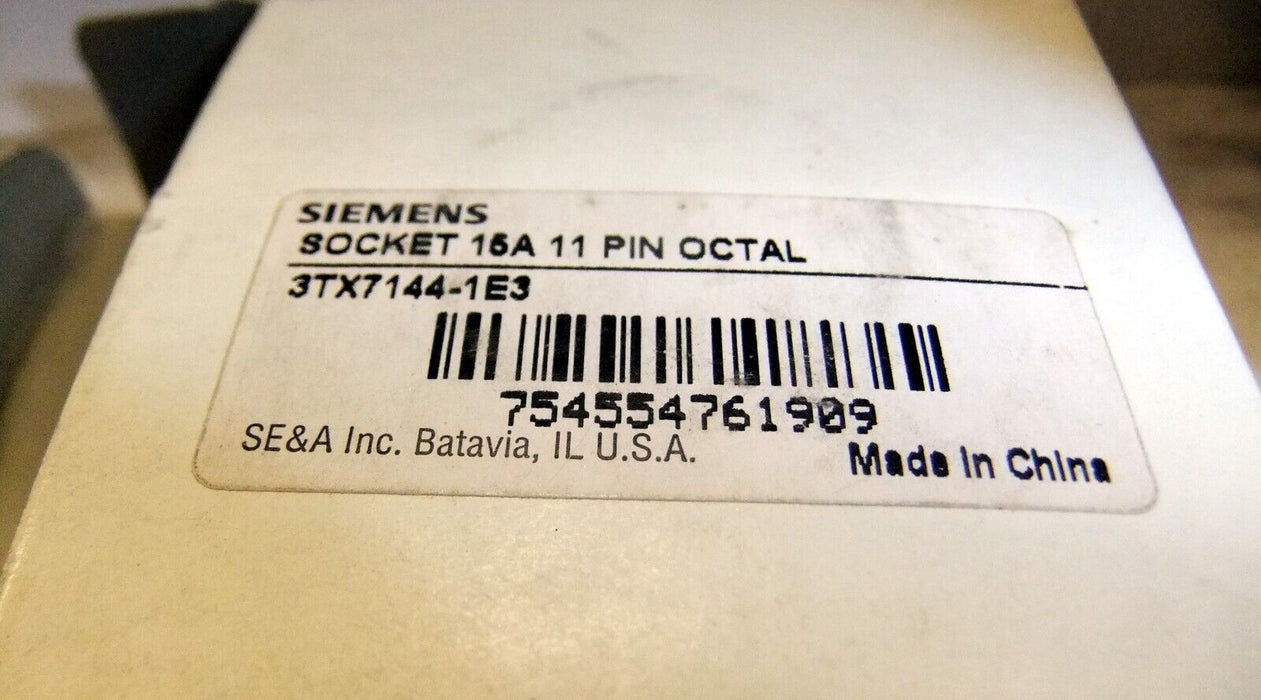 SIEMENS
SOCKET 15A 11 PIN OCTAL
3TX7144-1E3
754554761909
SE&A Inc. Batavia, IL U.S.A.
Made in China